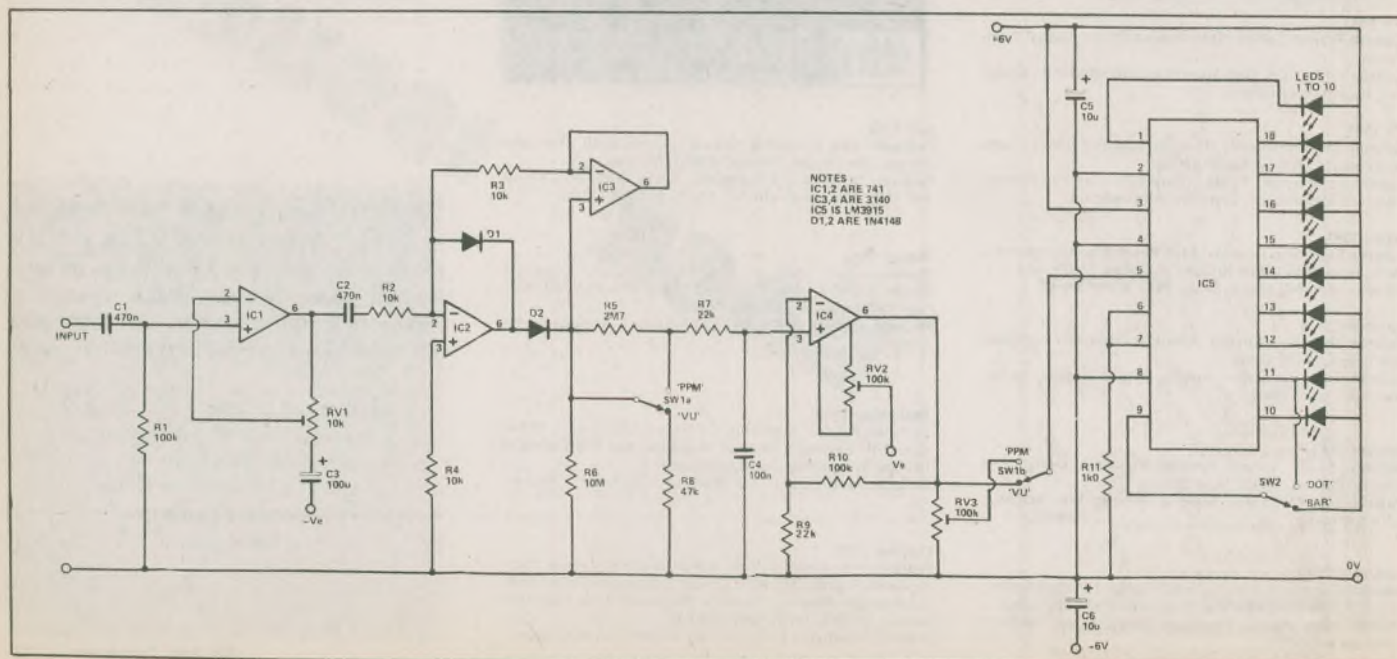 +6V
LEDS
1 TO 10
+
C5
10u
1
2
3
4
5
6
7
8
9
18
17
16
15
14
13
12
11
10
IC5
NOTES :
IC1,2 ARE 741
IC3,4 ARE 3140
IC5 IS LM3915
D1,2 ARE 1N4148
R3
10k
2
−
IC3
6
+
3
D1
INPUT
C1
470n
2
−
IC1
6
3
+
C2
470n
R2
10k
2
−
IC2
6
+
3
D2
R5
2M7
R7
22k
2
−
IC4
6
+
3
RV2
100k
Ve
R1
100k
RV1
10k
+
C3
100u
−Ve
R4
10k
R6
10M
'PPM'
SW1a
'VU'
R8
47k
C4
100n
R10
100k
R9
22k
RV3
100k
'PPM'
SW1b
'VU'
R11
1k0
SW2
'DOT'
'BAR'
0V
+
C6
10u
−6V